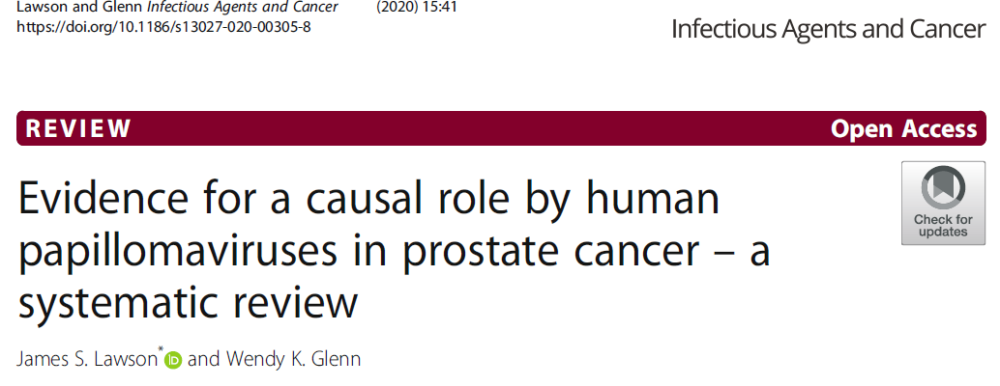 Lawson and Glenn Infectious Agents and Cancer (2020) 15:41
https://doi.org/10.1186/s13027-020-00305-8
Infectious Agents and Cancer
REVIEW Open Access
Evidence for a causal role by human
papillomaviruses in prostate cancer – a
systematic review
Check for
updates
James S. Lawson* iD and Wendy K. Glenn